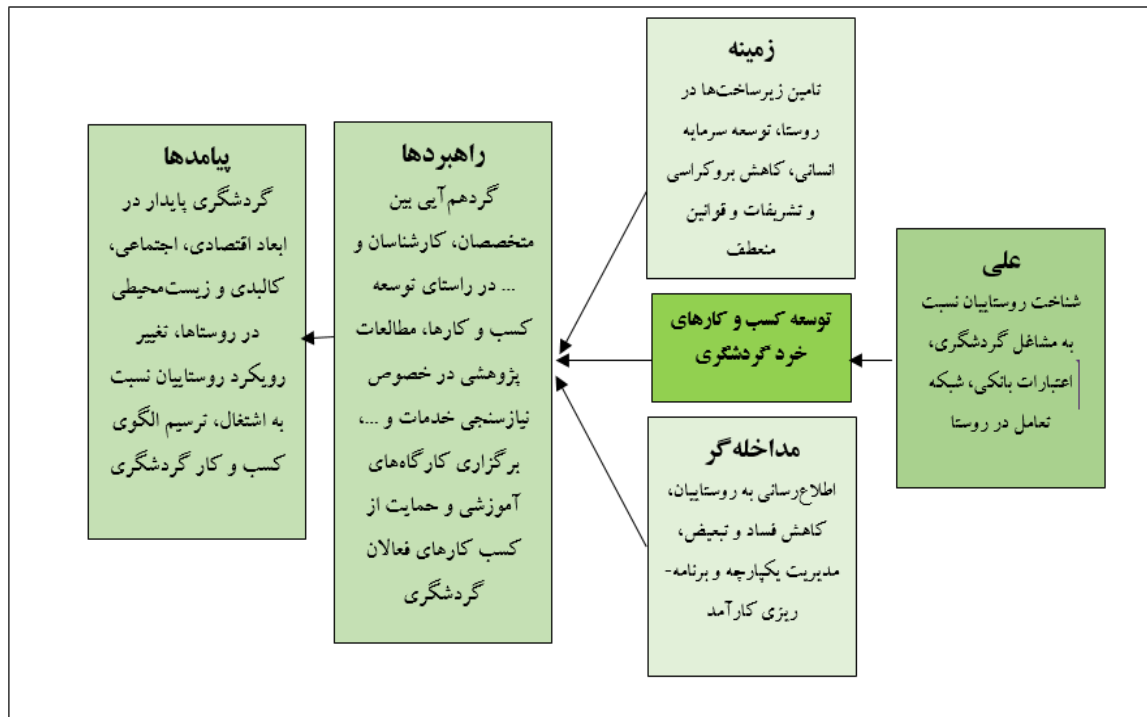 علی
شناخت روستاییان نسبت
به مشاغل گردشگری،
اعتبارات بانکی، شبکه
تعامل در روستا
زمینه
تامین زیرساخت‌ها در
روستا، توسعه سرمایه
انسانی، کاهش بروکراسی
و تشریفات و قوانین
منعطف
توسعه کسب و کارهای
خرد گردشگری
مداخله‌گر
اطلاع‌رسانی به روستاییان،
کاهش فساد و تبعیض،
مدیریت یکپارچه و برنامه-
ریزی کارآمد
راهبردها
گردهم‌آیی بین
متخصصان، کارشناسان و
... در راستای توسعه
کسب و کارها، مطالعات
پژوهشی در خصوص
نیازسنجی خدمات و ...،
برگزاری کارگاه‌های
آموزشی و حمایت از
کسب کارهای فعالان
گردشگری
پیامدها
گردشگری پایدار در
ابعاد اقتصادی، اجتماعی،
کالبدی و زیست‌محیطی
در روستاها، تغییر
رویکرد روستاییان نسبت
به اشتغال، ترسیم الگوی
کسب و کار گردشگری